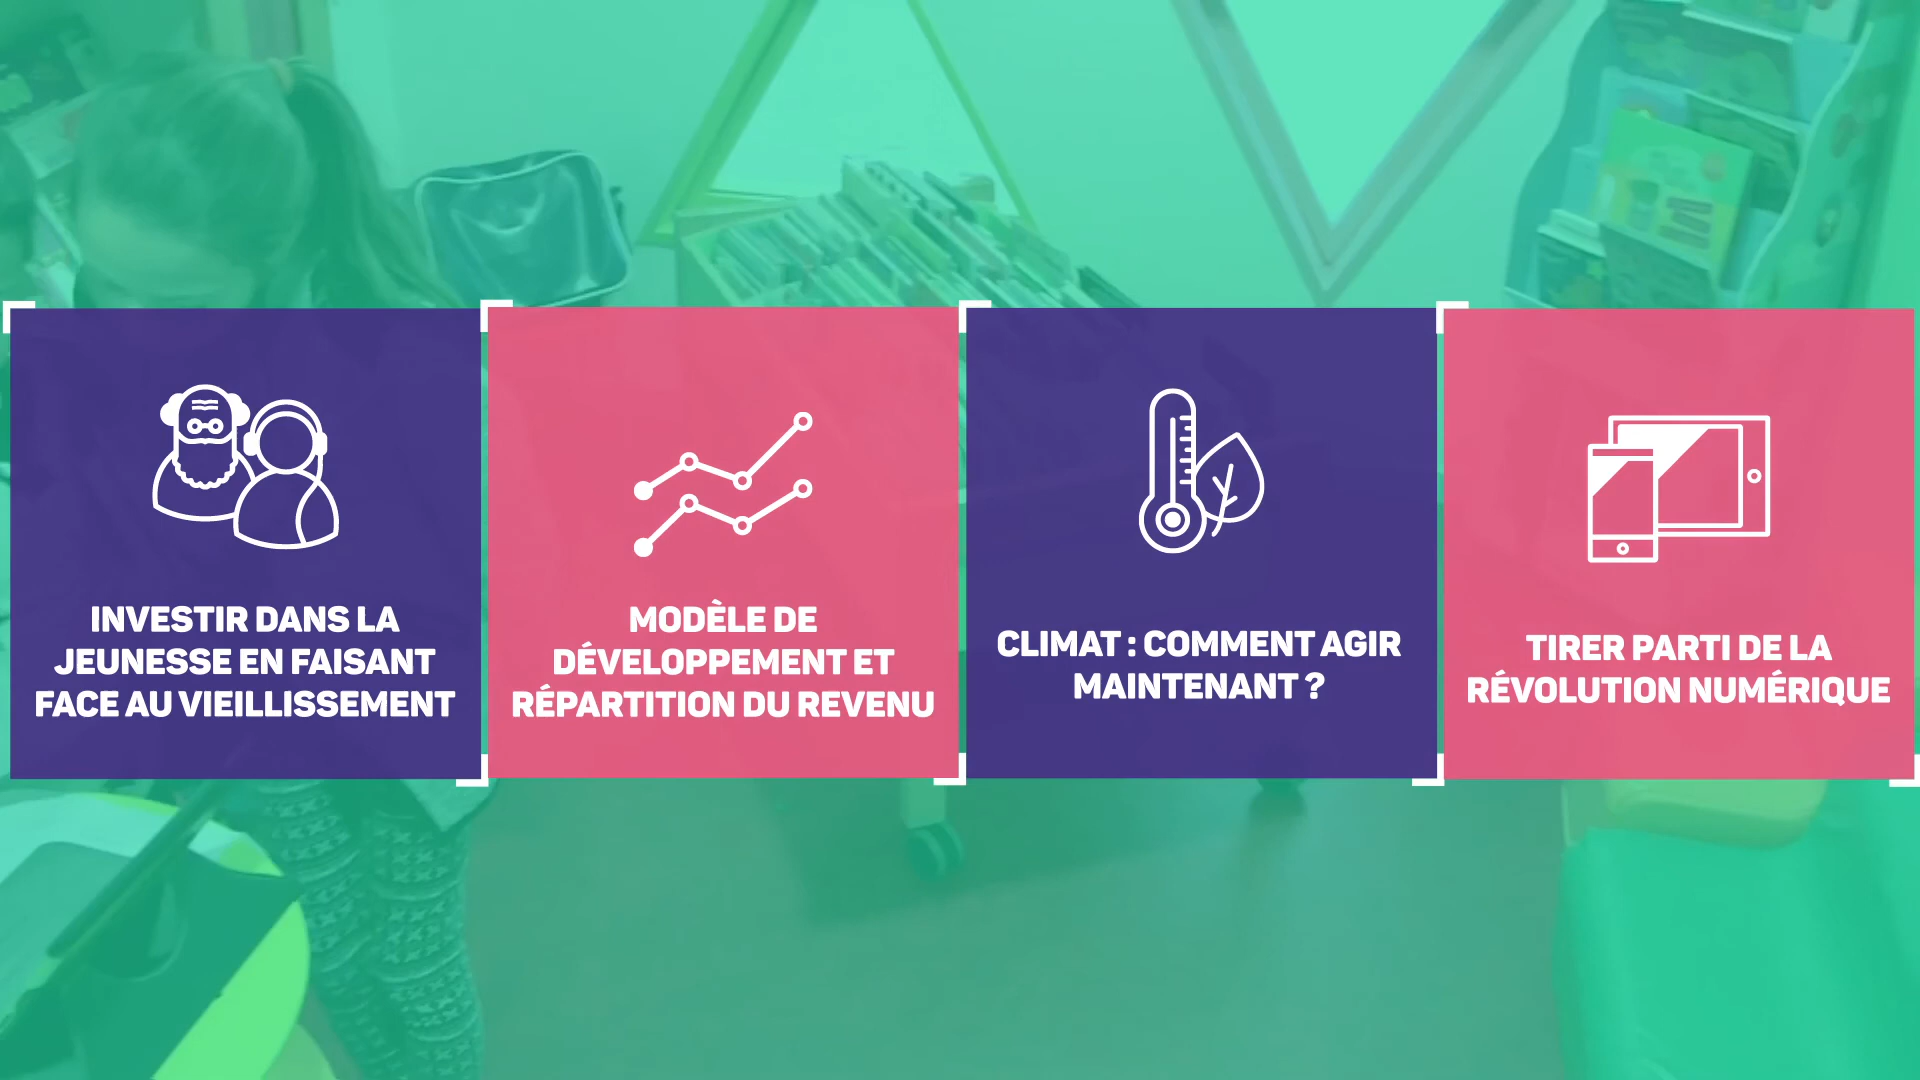 INVESTIR DANS LA
JEUNESSE EN FAISANT
FACE AU VIEILLISSEMENT
MODÈLE DE
DÉVELOPPEMENT ET
RÉPARTITION DU REVENU
CLIMAT : COMMENT AGIR
MAINTENANT ?
TIRER PARTI DE LA
RÉVOLUTION NUMÉRIQUE